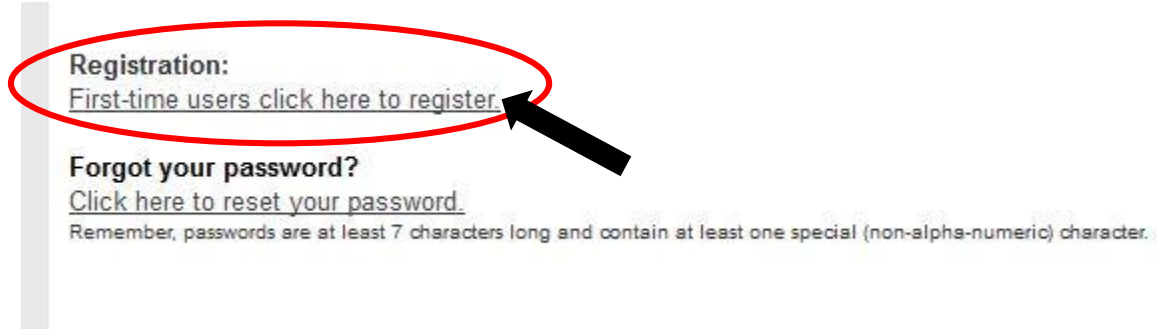 Registration:
First-time users click here to register.
Forgot your password?
Click here to reset your password.
Remember, passwords are at least 7 characters long and contain at least one special (non-alpha-numeric) character.